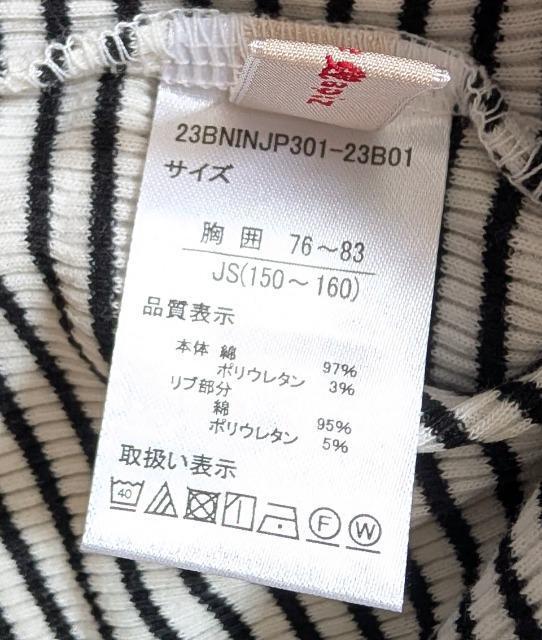 23BNINJP301-23B01
サイズ
胸囲 76～83
JS(150～160)
品質表示
本体 綿 97%
ポリウレタン 3%
リブ部分
綿 95%
ポリウレタン 5%
取扱い表示
40 F W